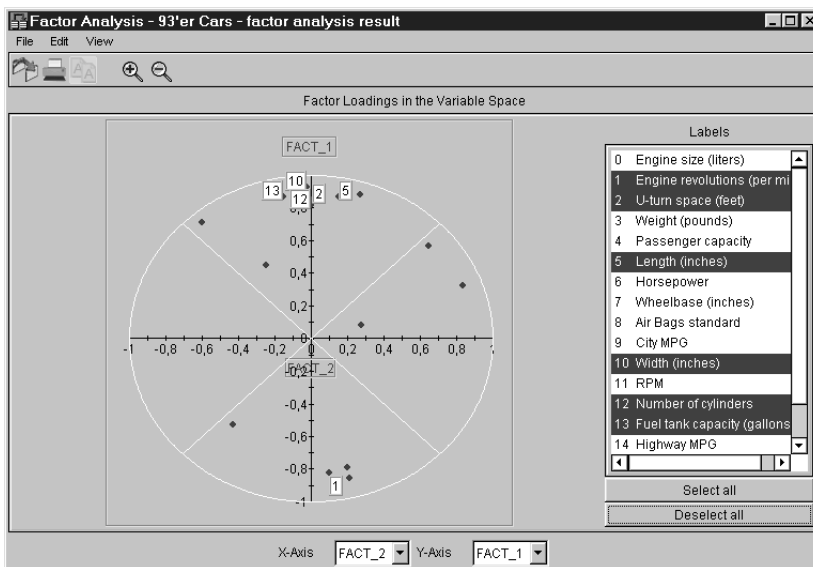 Factor Analysis - 93'er Cars - factor analysis result
File Edit View
Factor Loadings in the Variable Space
Labels
FACT_1
13 10 12 2 5
0,8
0,6
0,4
0,2
0
-1 -0,8 -0,6 -0,4 -0,2 0 0,2 0,4 0,6 0,8
FACT_2
-0,2
-0,4
-0,6
-0,8
1
-1
0 Engine size (liters)
1 Engine revolutions (per mi
2 U-turn space (feet)
3 Weight (pounds)
4 Passenger capacity
5 Length (inches)
6 Horsepower
7 Wheelbase (inches)
8 Air Bags standard
9 City MPG
10 Width (inches)
11 RPM
12 Number of cylinders
13 Fuel tank capacity (gallons
14 Highway MPG
Select all
Deselect all
X-Axis FACT_2 Y-Axis FACT_1